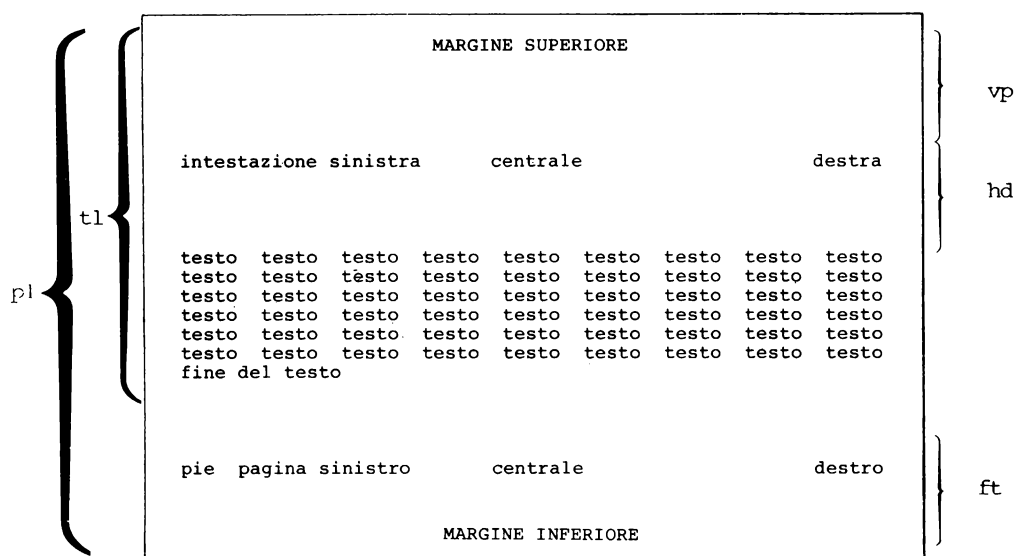 MARGINE SUPERIORE
vp
intestazione sinistra centrale destra
hd
tl
testo testo testo testo testo testo testo testo testo
testo testo testo testo testo testo testo testo testo
pl
testo testo testo testo testo testo testo testo testo
testo testo testo testo testo testo testo testo testo
testo testo testo testo testo testo testo testo testo
testo testo testo testo testo testo testo testo testo
fine del testo
pie pagina sinistro centrale destro
ft
MARGINE INFERIORE